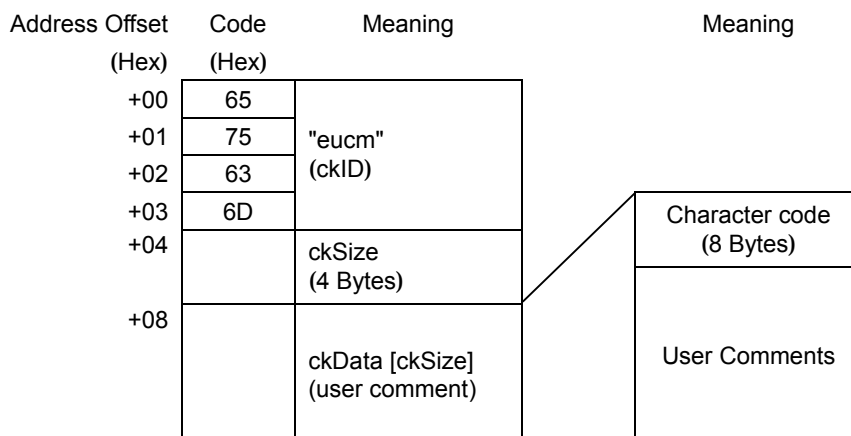 Address Offset Code Meaning Meaning
(Hex) (Hex)
+00 65
+01 75 "eucm"
+02 63 (ckID)
+03 6D Character code
+04 ckSize (8 Bytes)
(4 Bytes)
+08
ckData [ckSize] User Comments
(user comment)